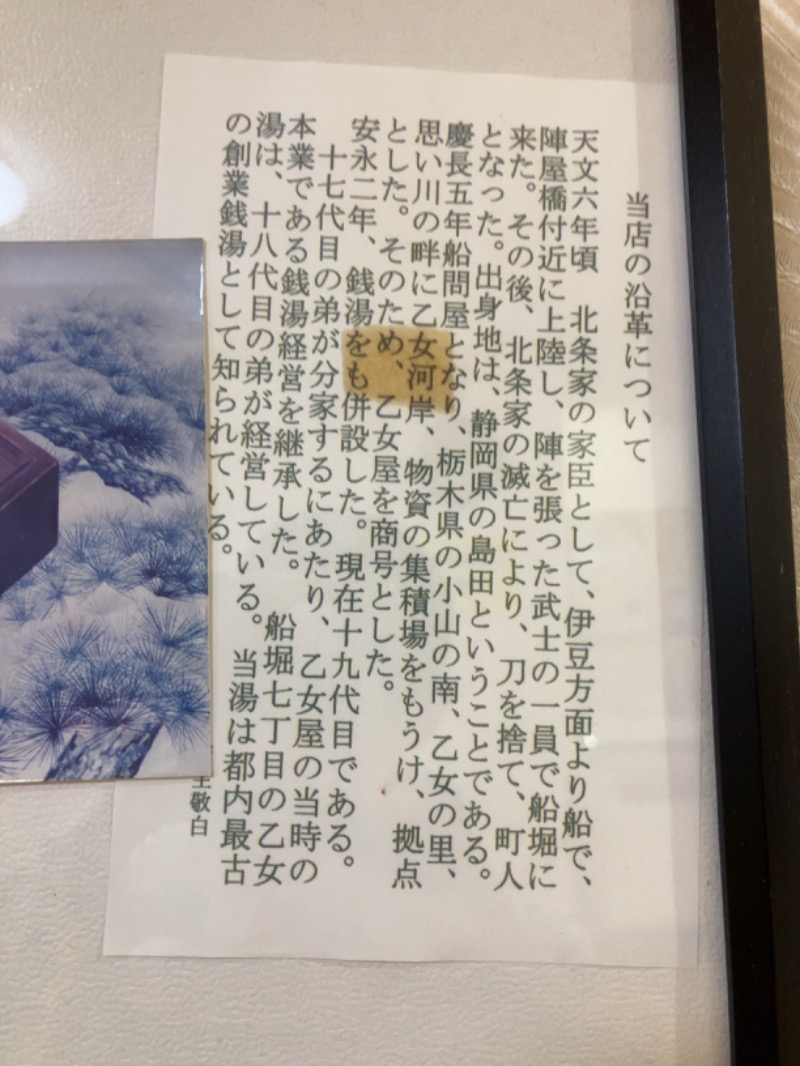 当店の沿革について
天文六年頃　北条家の家臣として、伊豆方面より船で、
陣屋橋付近に上陸し、陣を張った武士の一員で船堀に
来た。その後、北条家の滅亡により、刀を捨て、町人
となった。出身地は、静岡県の島田ということである。
慶長五年船問屋となり、栃木県の小山の南、乙女の里、
思い川の畔に乙女河岸、物資の集積場をもうけ、拠点
とした。そのため、乙女屋を商号とした。
安永二年、銭湯をも併設した。現在十九代目である。
十七代目の弟が分家するにあたり、乙女屋の当時の
本業である銭湯経営を継承した。船堀七丁目の乙女
湯は、十八代目の弟が経営している。当湯は都内最古
の創業銭湯として知られている。
敬白